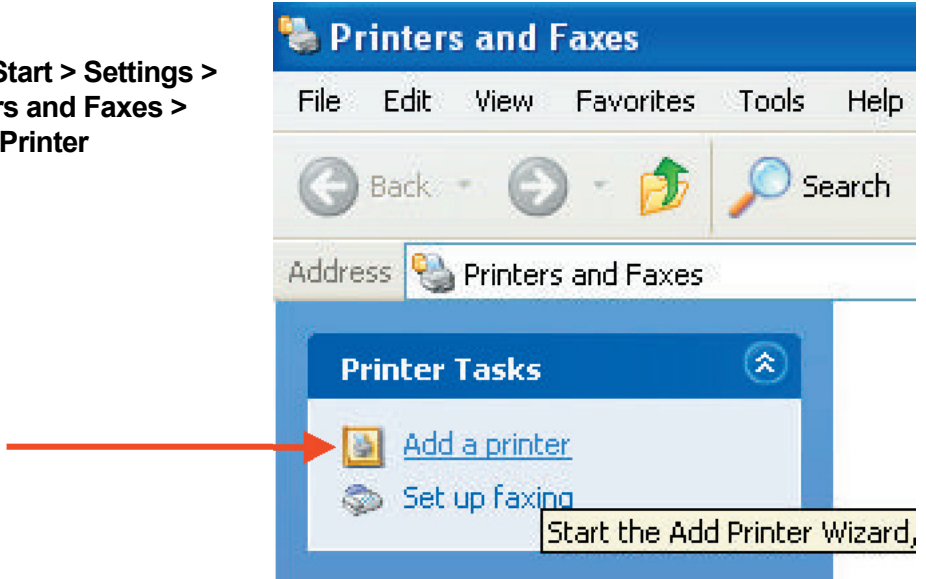 Start > Settings >
rs and Faxes >
Printer
Printers and Faxes
File Edit View Favorites Tools Help
Back Search
Address Printers and Faxes
Printer Tasks
Add a printer
Set up faxing
Start the Add Printer Wizard,